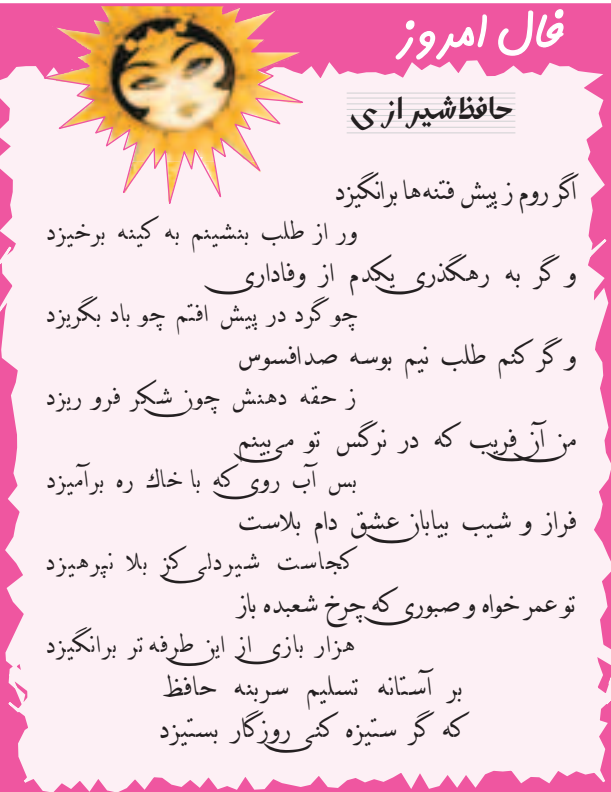 فال امروز
حافظ شیرازی
اگر روم ز پیش فتنه‌ها برانگیزد
ور از طلب بنشینم به کینه برخیزد
و گر به رهگذری یکدم از وفاداری
چو گرد در پیش افتم چو باد بگریزد
و گر کنم طلب نیم بوسه صدافسوس
ز حقه دهنش چون شکر فرو ریزد
من آن فریب که در نرگس تو می‌بینم
بس آب روی که با خاک ره برآمیزد
فراز و شیب بیابان عشق دام بلاست
کجاست شیردلی کز بلا نپرهیزد
تو عمر خواه و صبوری که چرخ شعبده باز
هزار بازی از این طرفه تر برانگیزد
بر آستانه تسلیم سربنه حافظ
که گر ستیزه کنی روزگار بستیزد